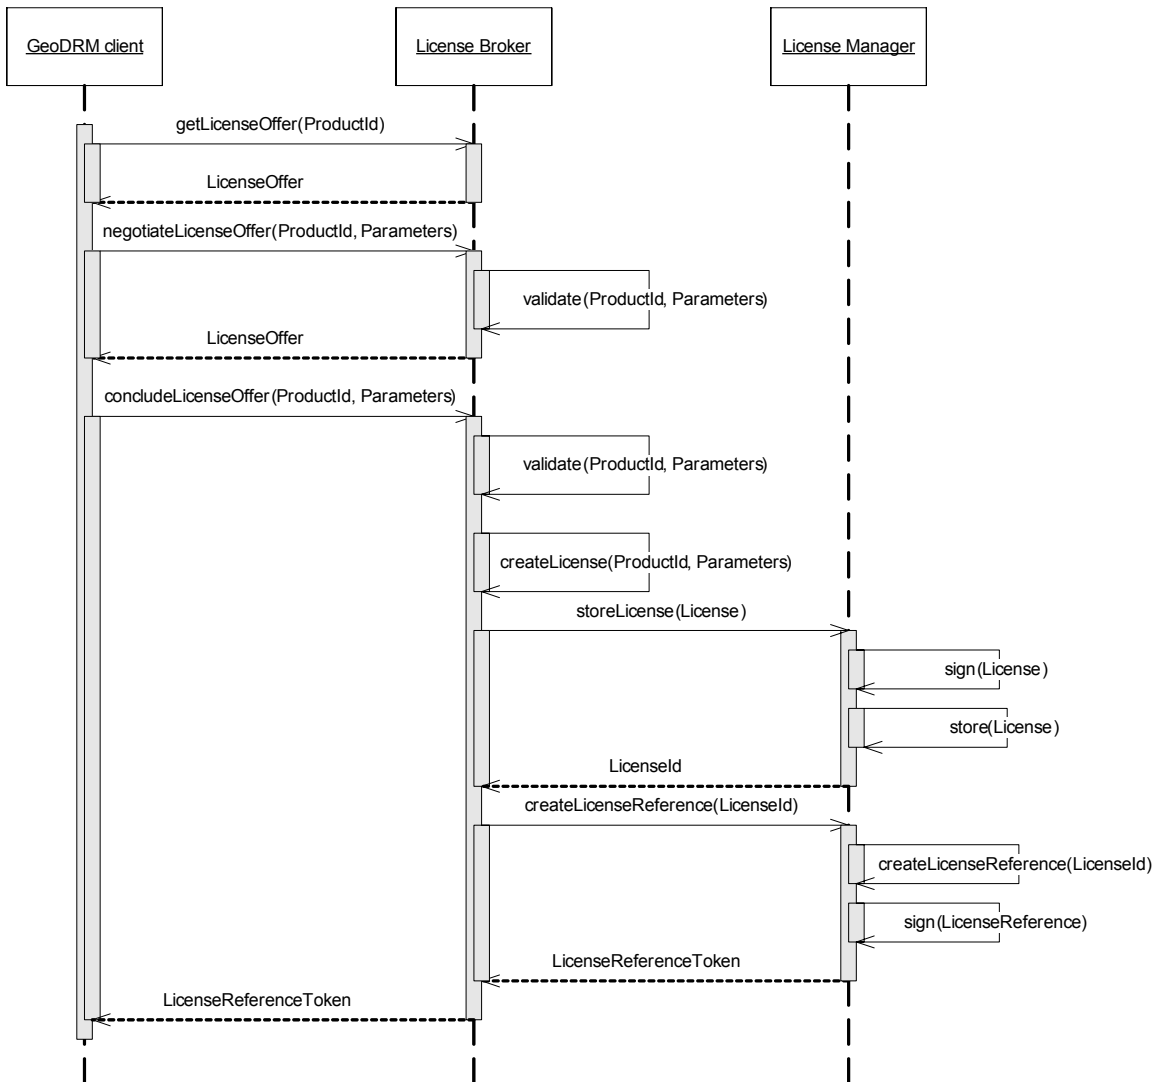 GeoDRM client
License Broker
License Manager
getLicenseOffer(ProductId)
LicenseOffer
negotiateLicenseOffer(ProductId, Parameters)
validate(ProductId, Parameters)
LicenseOffer
concludeLicenseOffer(ProductId, Parameters)
validate(ProductId, Parameters)
createLicense(ProductId, Parameters)
storeLicense(License)
sign(License)
store(License)
LicenseId
createLicenseReference(LicenseId)
createLicenseReference(LicenseId)
sign(LicenseReference)
LicenseReferenceToken
LicenseReferenceToken